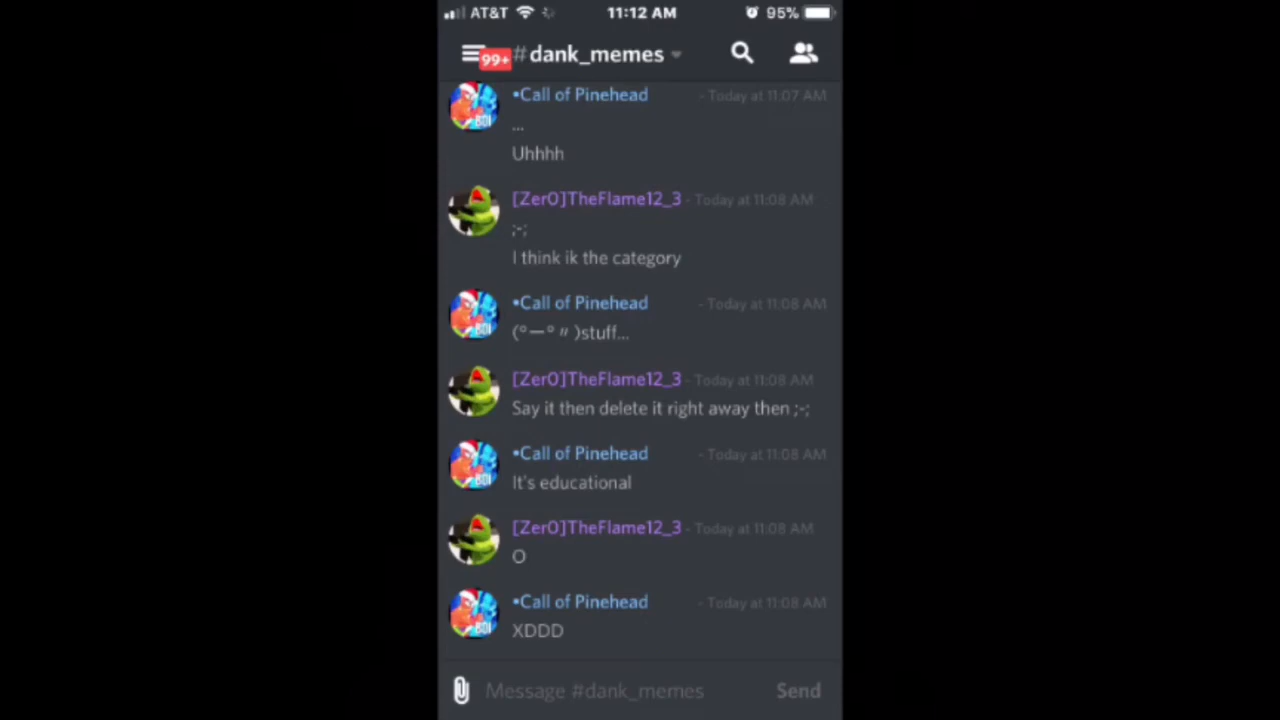 AT&T 11:12 AM 95%
99+ #dank_memes
•Call of Pinehead - Today at 11:07 AM
...
Uhhhh
[Zer0]TheFlame12_3 - Today at 11:08 AM
;-;
I think ik the category
•Call of Pinehead - Today at 11:08 AM
(°ー°〃)stuff...
[Zer0]TheFlame12_3 - Today at 11:08 AM
Say it then delete it right away then ;-;
•Call of Pinehead - Today at 11:08 AM
It's educational
[Zer0]TheFlame12_3 - Today at 11:08 AM
O
•Call of Pinehead - Today at 11:08 AM
XDDD
Message #dank_memes Send